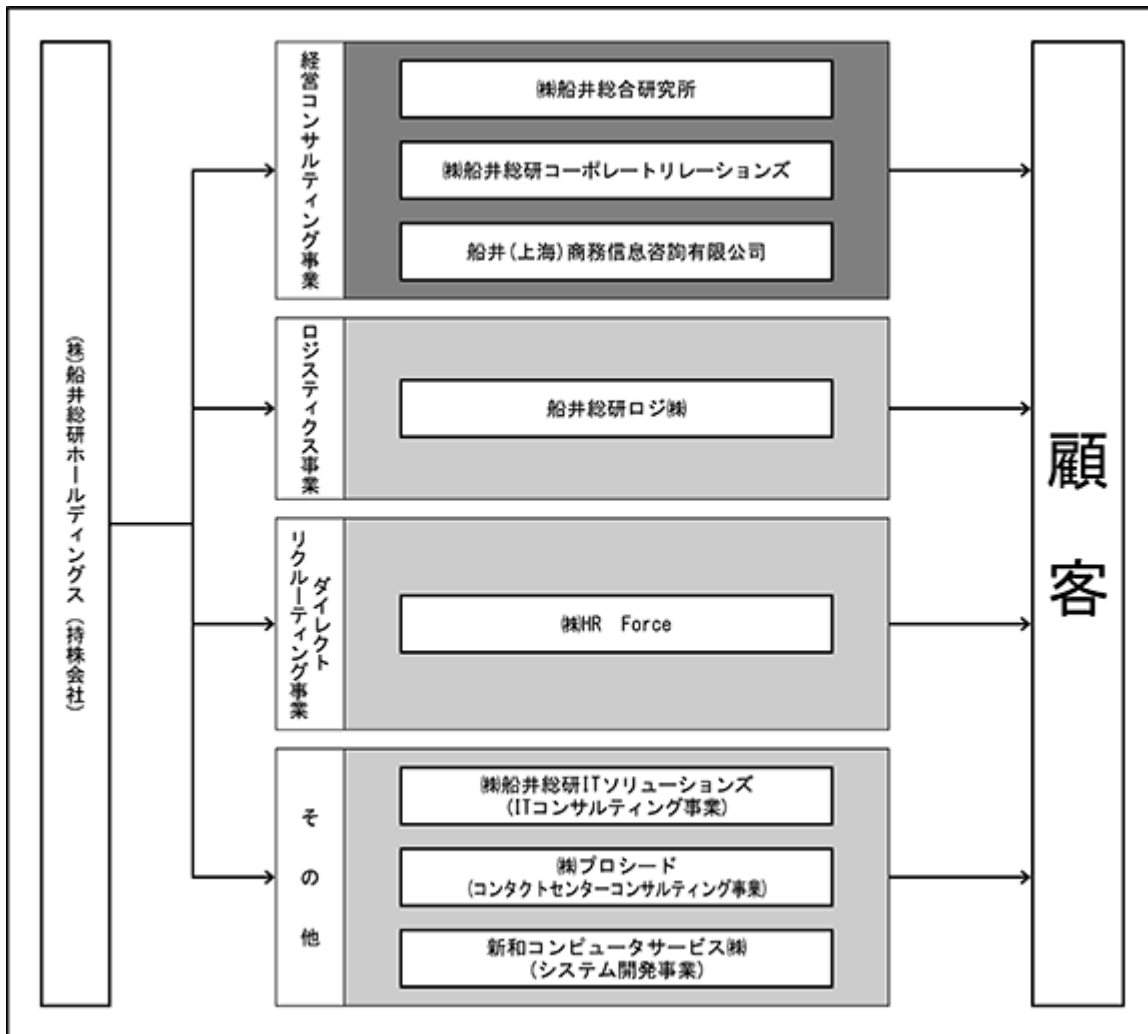 ㈱船井総研ホールディングス（持株会社）
経営コンサルティング事業
㈱船井総合研究所
㈱船井総研コーポレートリレーションズ
船井(上海)商務信息咨詢有限公司
ロジスティクス事業
船井総研ロジ㈱
ダイレクト
リクルーティング事業
㈱HR Force
その他
㈱船井総研ITソリューションズ
(ITコンサルティング事業)
㈱プロシード
(コンタクトセンターコンサルティング事業)
新和コンピュータサービス㈱
(システム開発事業)
顧客